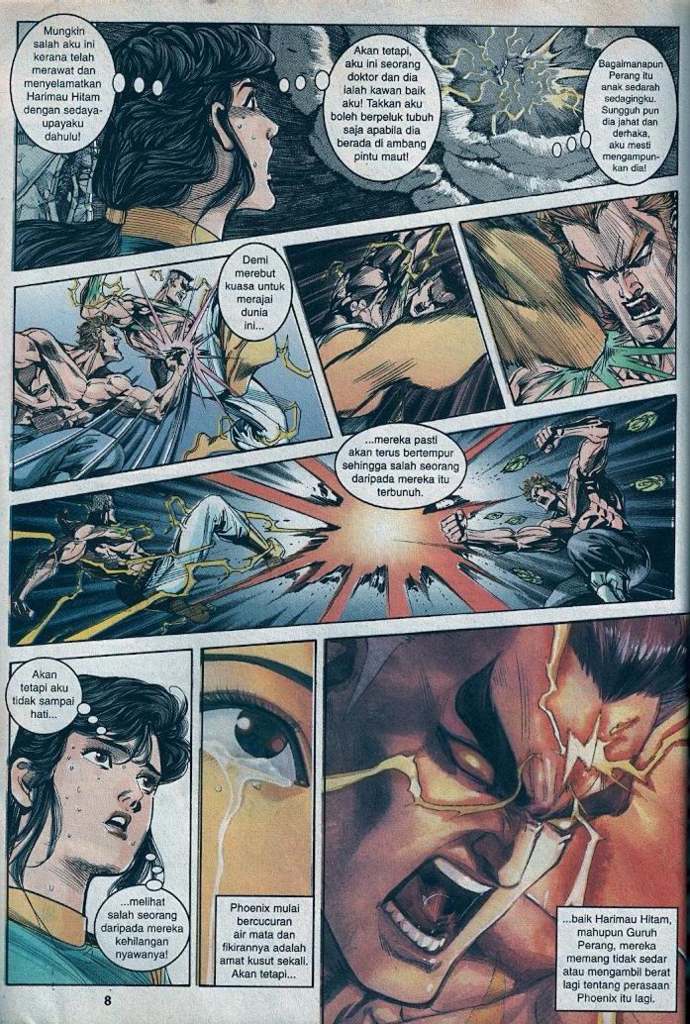 Mungkin
salah aku ini
kerana telah
merawat dan
menyelamatkan
Harimau Hitam
dengan sedaya-
upayaku
dahulu!
Akan tetapi,
aku ini seorang
doktor dan dia
ialah kawan baik
aku! Takkan aku
boleh berpeluk tubuh
saja apabila dia
berada di ambang
pintu maut!
Bagaimanapun
Perang itu
anak sedarah
sedagingku.
Sungguh pun
dia jahat dan
derhaka,
aku mesti
mengampun-
kan dia!
Demi
merebut
kuasa untuk
merajai
dunia
ini...
...mereka pasti
akan terus bertempur
sehingga salah seorang
daripada mereka itu
terbunuh.
Akan
tetapi aku
tidak sampai
hati...
...melihat
salah seorang
daripada mereka
kehilangan
nyawanya!
Phoenix mulai
bercucuran
air mata dan
fikirannya adalah
amat kusut sekali.
Akan tetapi...
...baik Harimau Hitam,
mahupun Guruh
Perang, mereka
memang tidak sedar
atau mengambil berat
lagi tentang perasaan
Phoenix itu lagi.
8